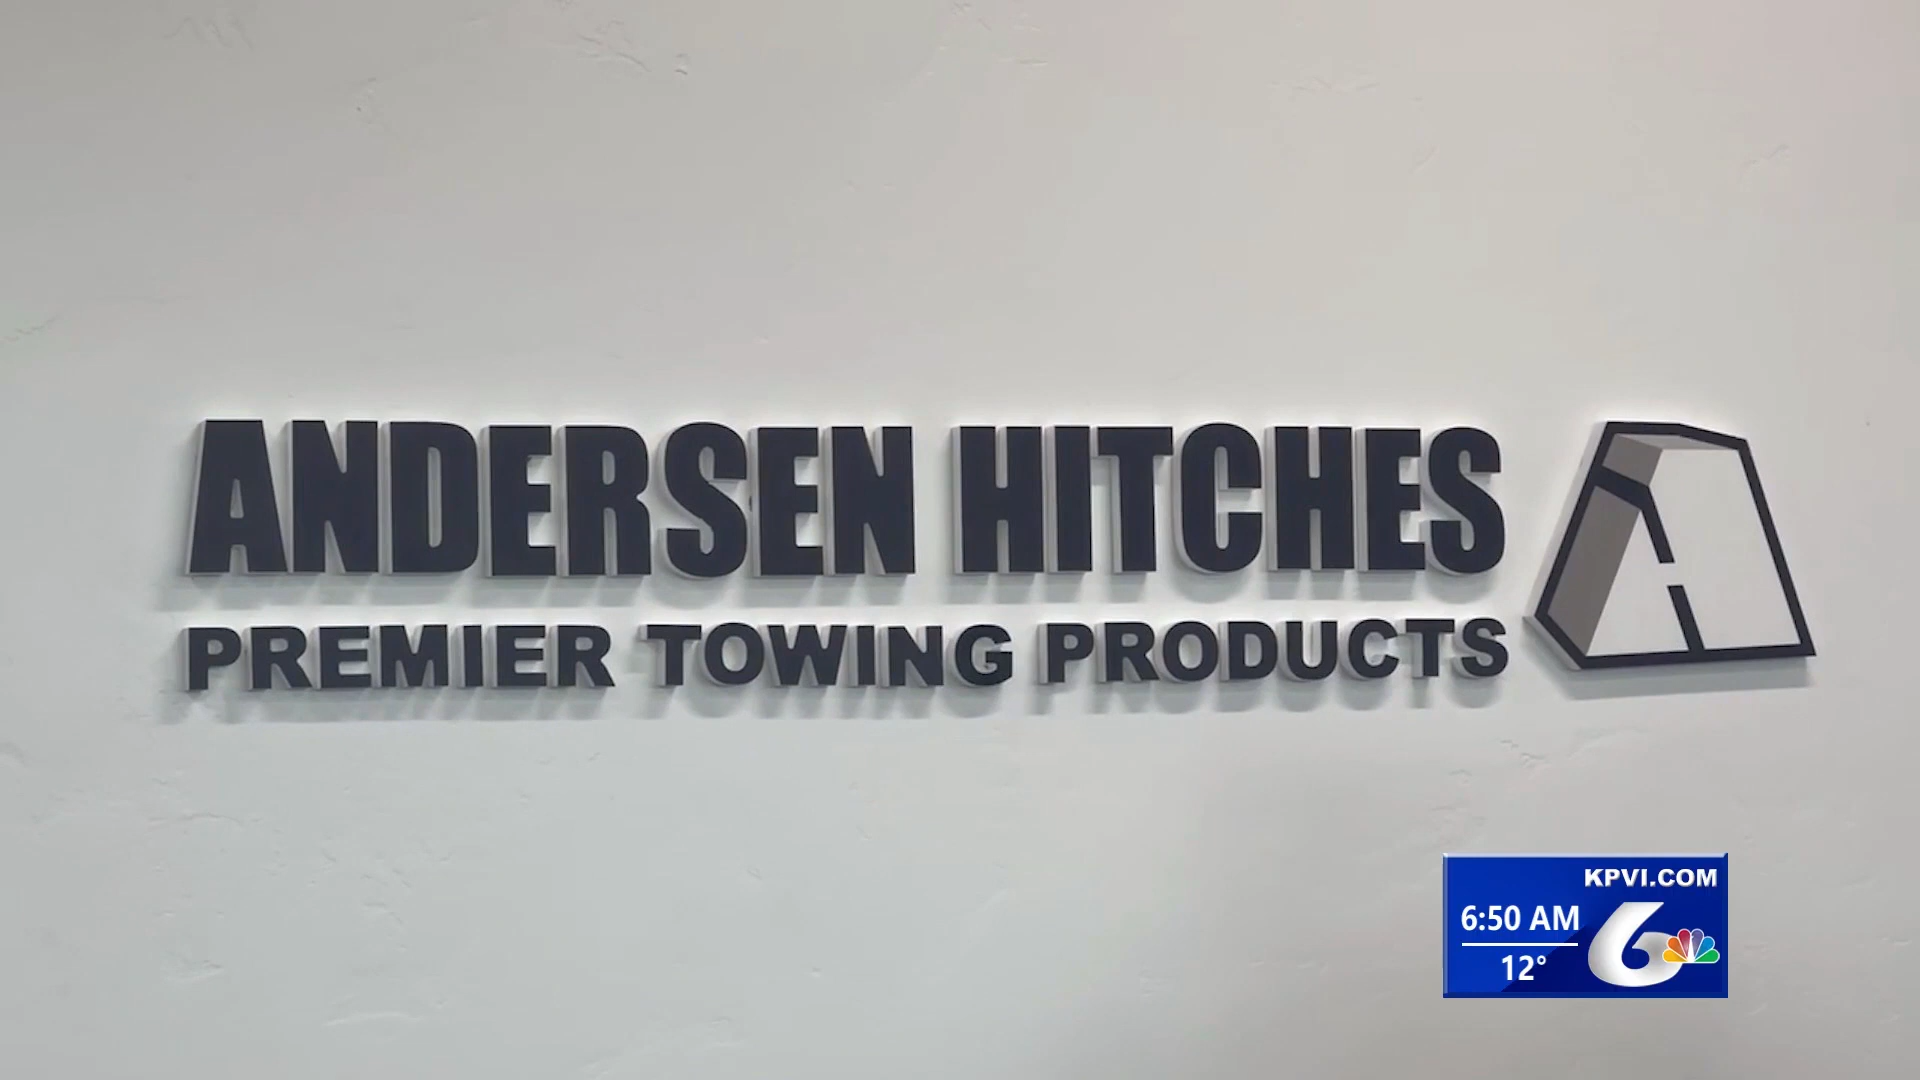 ANDERSEN HITCHES
PREMIER TOWING PRODUCTS
KPVI.COM
6:50 AM
12°
6